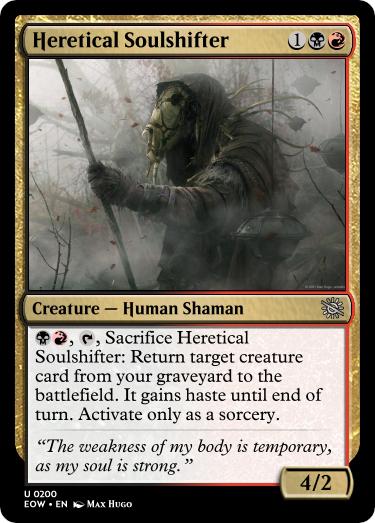 Heretical Soulshifter 1
Creature — Human Shaman
, , Sacrifice Heretical
Soulshifter: Return target creature
card from your graveyard to the
battlefield. It gains haste until end of
turn. Activate only as a sorcery.
“The weakness of my body is temporary,
as my soul is strong.”
4/2
U 0200
EOW • EN Max Hugo